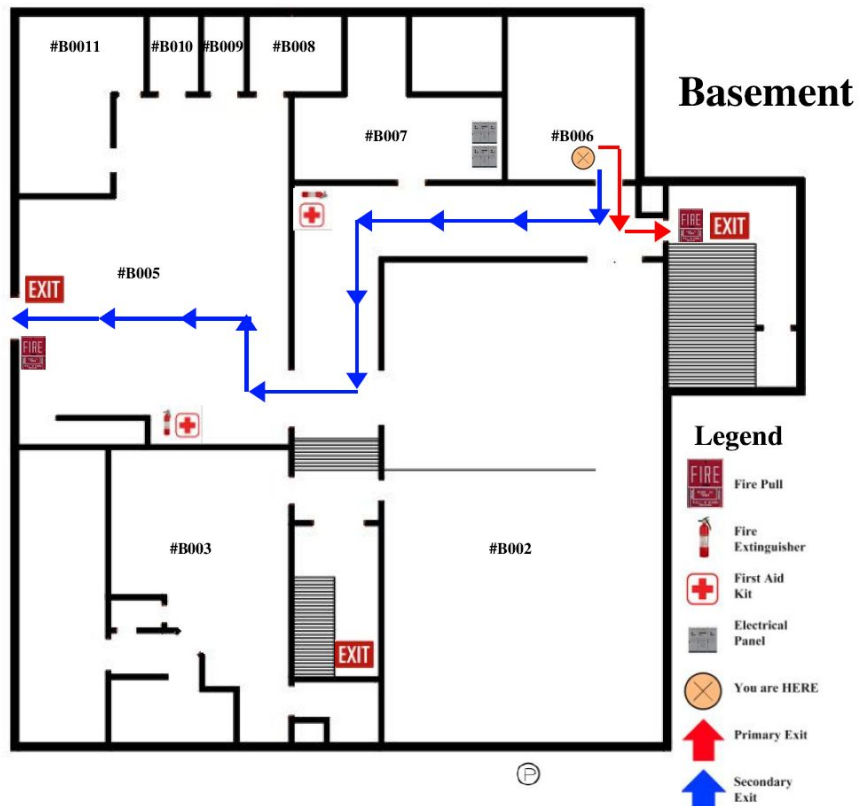 #B0011
#B010
#B009
#B008
Basement
#B007
#B006
FIRE
EXIT
#B005
EXIT
FIRE
Legend
FIRE
Fire Pull
Fire
Extinguisher
First Aid
Kit
Electrical
Panel
You are HERE
Primary Exit
Secondary
Exit
#B003
#B002
EXIT
P